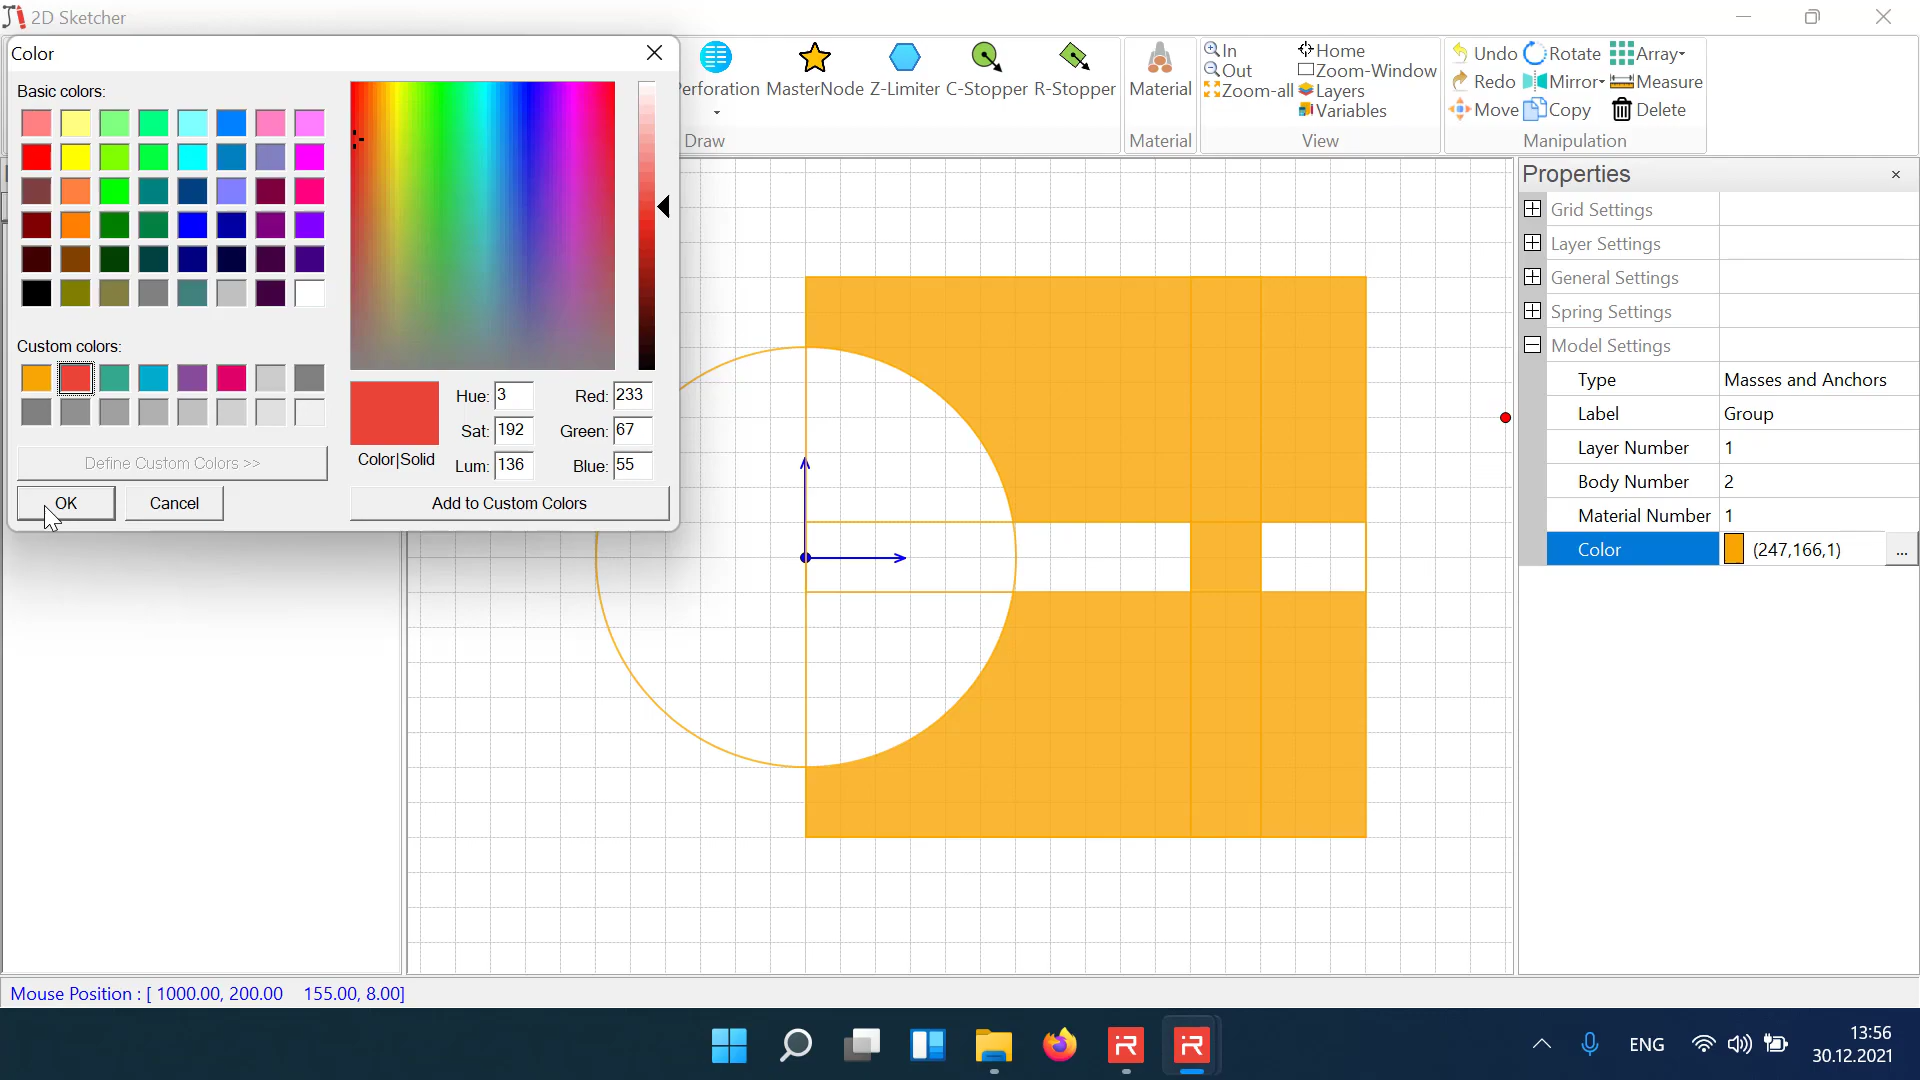 2D Sketcher
Color
Basic colors:
Custom colors:
Define Custom Colors >>
OK
Cancel
Color|Solid
Hue: 3
Sat: 192
Lum: 136
Red: 233
Green: 67
Blue: 55
Add to Custom Colors
Perforation
MasterNode
Z-Limiter
C-Stopper
R-Stopper
Draw
Material
Material
In
Out
Zoom-all
Home
Zoom-Window
Layers
Variables
View
Undo
Rotate
Array
Redo
Mirror
Measure
Move
Copy
Delete
Manipulation
Properties
Grid Settings
Layer Settings
General Settings
Spring Settings
Model Settings
Type Masses and Anchors
Label Group
Layer Number 1
Body Number 2
Material Number 1
Color (247,166,1) ...
Mouse Position : [ 1000.00, 200.00 155.00, 8.00]
iR
iR
ENG
13:56
30.12.2021